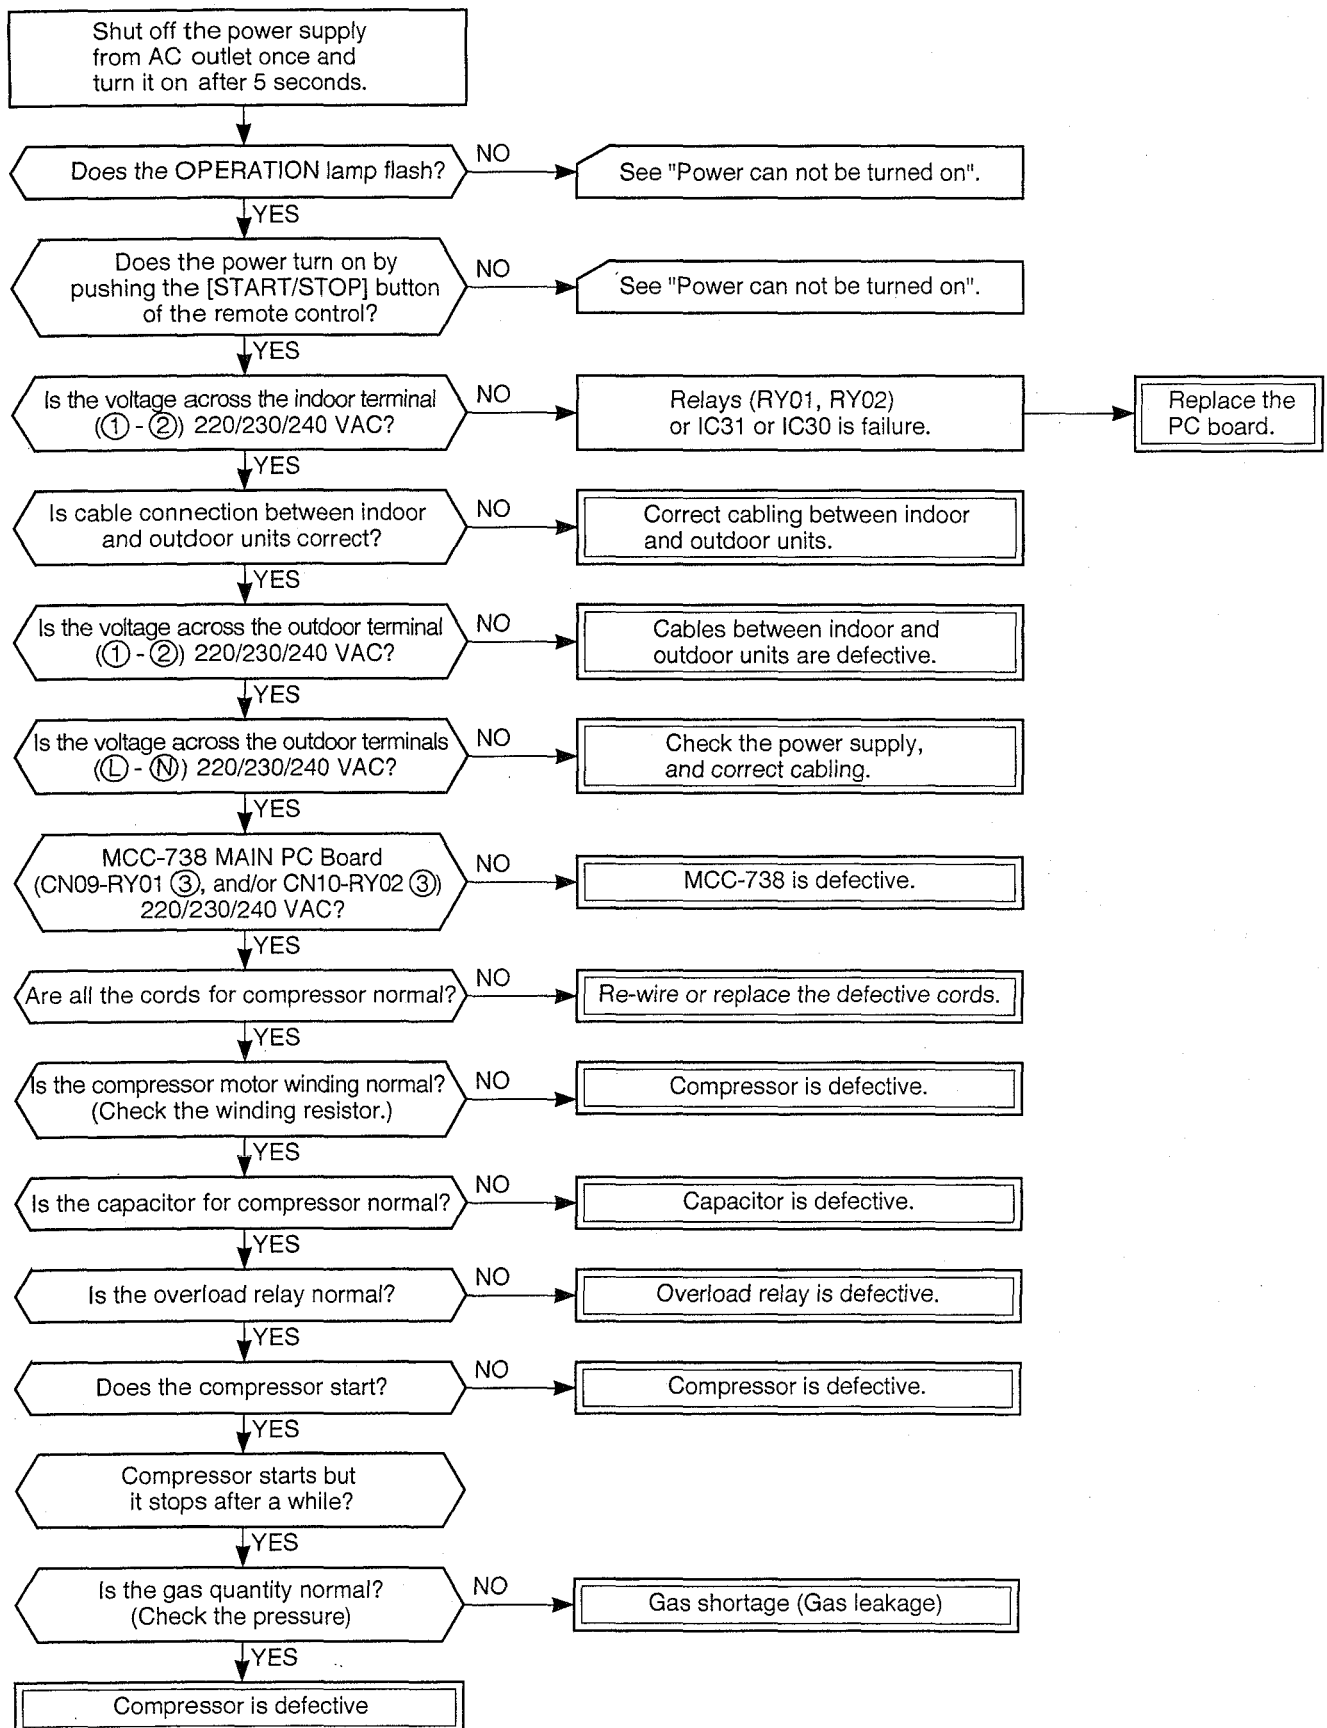 Shut off the power supply
from AC outlet once and
turn it on after 5 seconds.
Does the OPERATION lamp flash?
NO
See "Power can not be turned on".
YES
Does the power turn on by
pushing the [START/STOP] button
of the remote control?
NO
See "Power can not be turned on".
YES
Is the voltage across the indoor terminal
(① - ②) 220/230/240 VAC?
NO
Relays (RY01, RY02)
or IC31 or IC30 is failure.
Replace the
PC board.
YES
Is cable connection between indoor
and outdoor units correct?
NO
Correct cabling between indoor
and outdoor units.
YES
Is the voltage across the outdoor terminal
(① - ②) 220/230/240 VAC?
NO
Cables between indoor and
outdoor units are defective.
YES
Is the voltage across the outdoor terminals
(Ⓛ - Ⓝ) 220/230/240 VAC?
NO
Check the power supply,
and correct cabling.
YES
MCC-738 MAIN PC Board
(CN09-RY01 ③, and/or CN10-RY02 ③)
220/230/240 VAC?
NO
MCC-738 is defective.
YES
Are all the cords for compressor normal?
NO
Re-wire or replace the defective cords.
YES
Is the compressor motor winding normal?
(Check the winding resistor.)
NO
Compressor is defective.
YES
Is the capacitor for compressor normal?
NO
Capacitor is defective.
YES
Is the overload relay normal?
NO
Overload relay is defective.
YES
Does the compressor start?
NO
Compressor is defective.
YES
Compressor starts but
it stops after a while?
YES
Is the gas quantity normal?
(Check the pressure)
NO
Gas shortage (Gas leakage)
YES
Compressor is defective